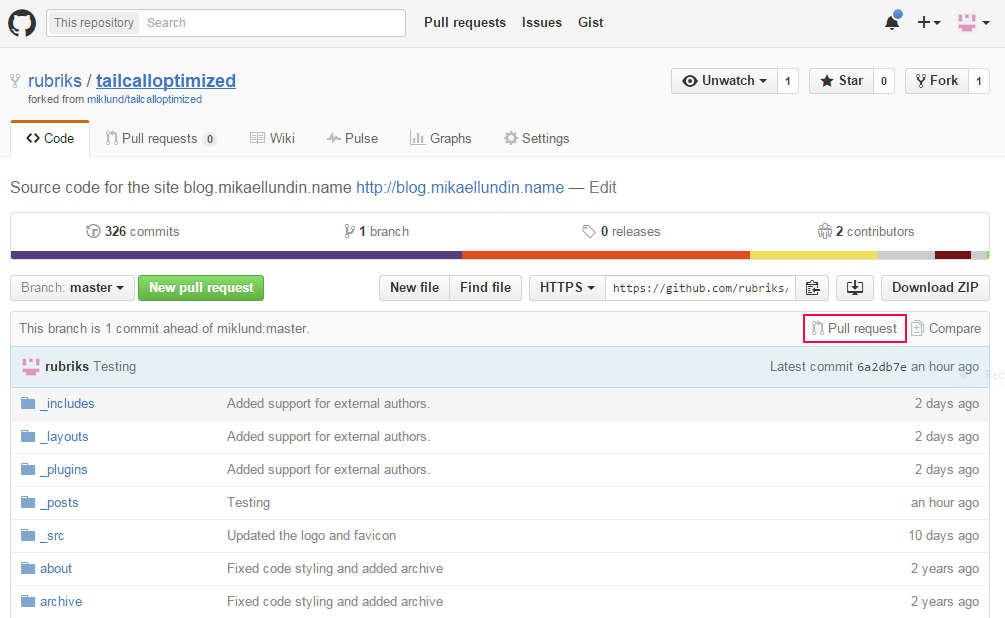 This repository Search Pull requests Issues Gist
rubriks / tailcalloptimized Unwatch 1 Star 0 Fork 1
forked from miklund/tailcalloptimized
Code Pull requests 0 Wiki Pulse Graphs Settings
Source code for the site blog.mikaellundin.name http://blog.mikaellundin.name — Edit
326 commits 1 branch 0 releases 2 contributors
Branch: master New pull request New file Find file HTTPS https://github.com/rubriks/ Download ZIP
This branch is 1 commit ahead of miklund:master. Pull request Compare
rubriks Testing Latest commit 6a2db7e an hour ago
_includes Added support for external authors. 2 days ago
_layouts Added support for external authors. 2 days ago
_plugins Added support for external authors. 2 days ago
_posts Testing an hour ago
_src Updated the logo and favicon 10 days ago
about Fixed code styling and added archive 2 years ago
archive Fixed code styling and added archive 2 years ago